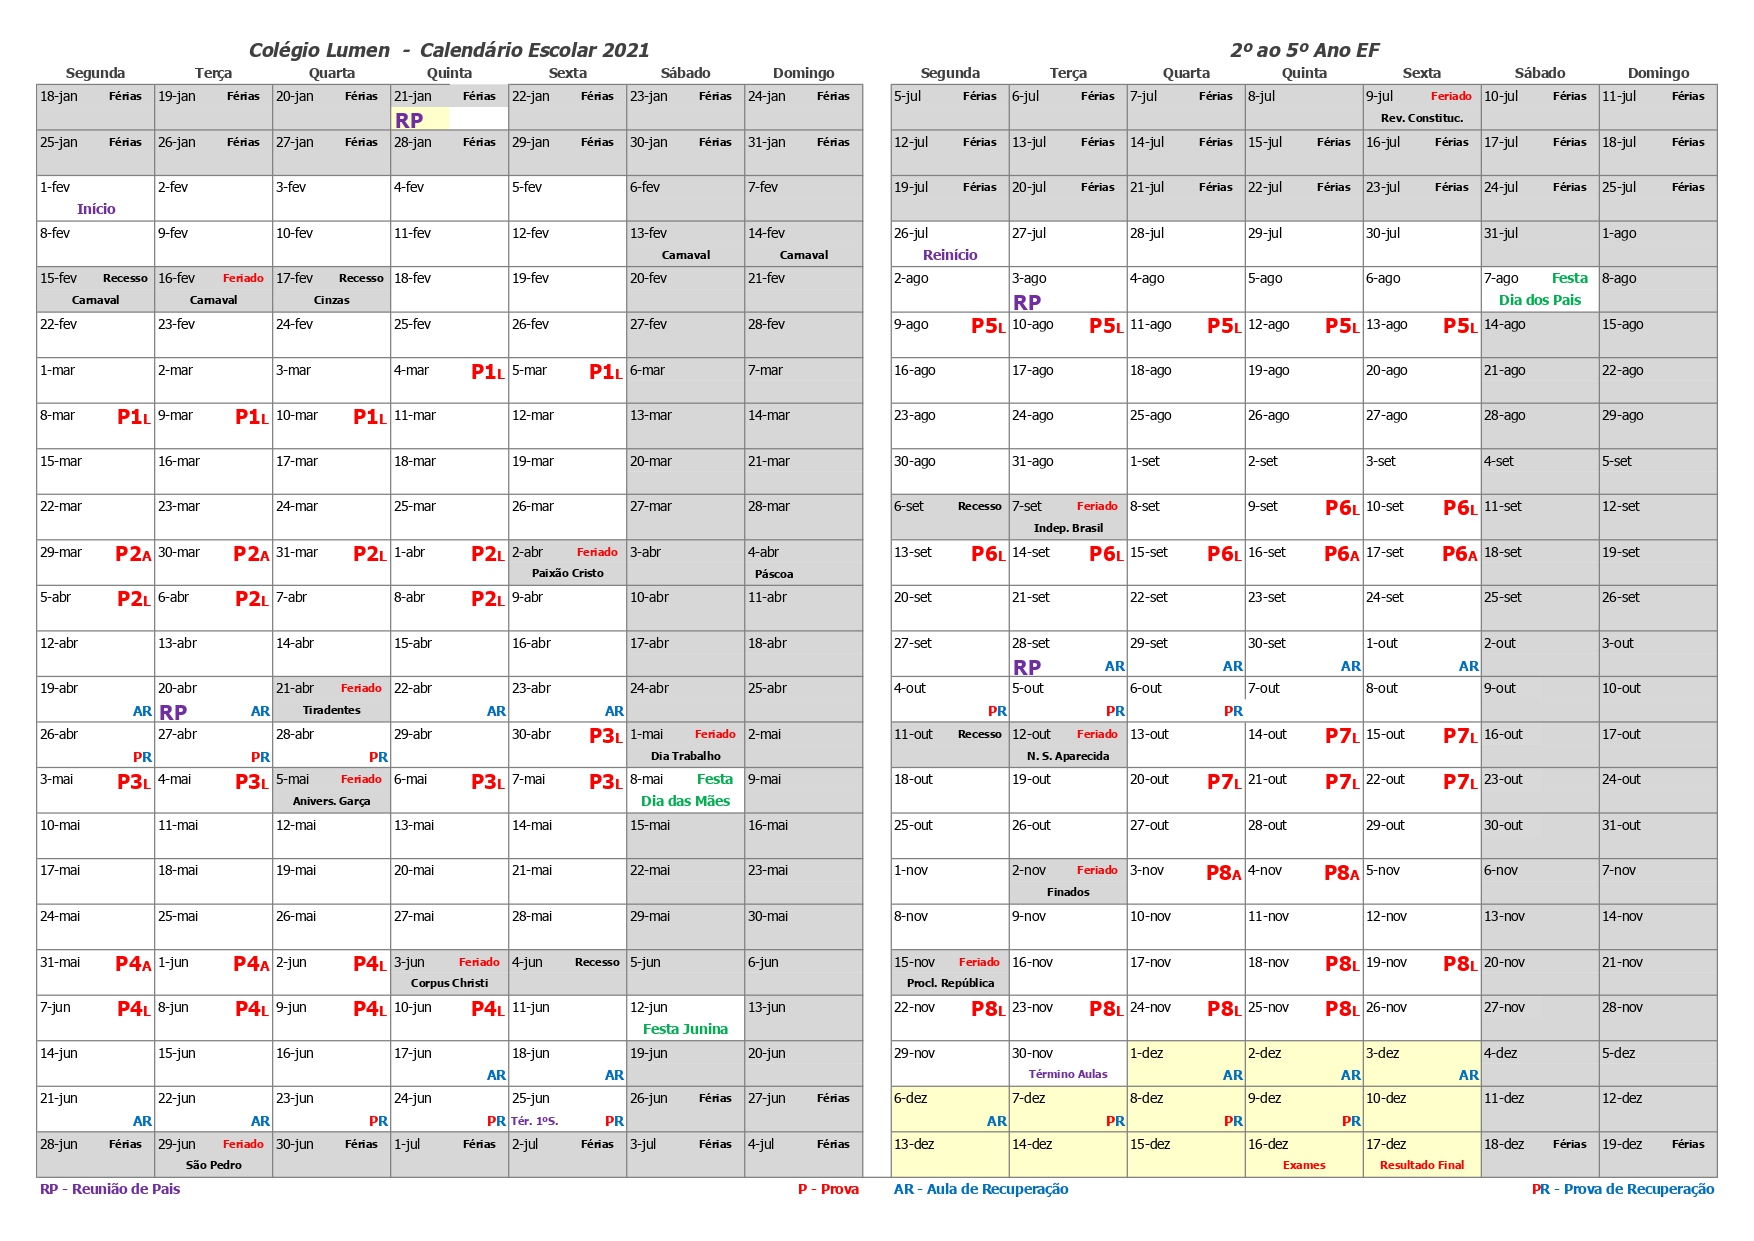 Colégio Lumen - Calendário Escolar 2021
Segunda Terça Quarta Quinta Sexta Sábado Domingo
18-jan Férias 19-jan Férias 20-jan Férias 21-jan Férias 22-jan Férias 23-jan Férias 24-jan Férias
RP
25-jan Férias 26-jan Férias 27-jan Férias 28-jan Férias 29-jan Férias 30-jan Férias 31-jan Férias
1-fev 2-fev 3-fev 4-fev 5-fev 6-fev 7-fev
Início
8-fev 9-fev 10-fev 11-fev 12-fev 13-fev 14-fev
Carnaval Carnaval
15-fev Recesso 16-fev Feriado 17-fev Recesso 18-fev 19-fev 20-fev 21-fev
Carnaval Carnaval Cinzas
22-fev 23-fev 24-fev 25-fev 26-fev 27-fev 28-fev
1-mar 2-mar 3-mar 4-mar P1L 5-mar P1L 6-mar 7-mar
8-mar P1L 9-mar P1L 10-mar P1L 11-mar 12-mar 13-mar 14-mar
15-mar 16-mar 17-mar 18-mar 19-mar 20-mar 21-mar
22-mar 23-mar 24-mar 25-mar 26-mar 27-mar 28-mar
29-mar P2A 30-mar P2A 31-mar P2L 1-abr P2L 2-abr Feriado 3-abr 4-abr
Paixão Cristo Páscoa
5-abr P2L 6-abr P2L 7-abr 8-abr P2L 9-abr 10-abr 11-abr
12-abr 13-abr 14-abr 15-abr 16-abr 17-abr 18-abr
19-abr 20-abr 21-abr Feriado 22-abr 23-abr 24-abr 25-abr
AR RP AR Tiradentes AR AR
26-abr 27-abr 28-abr 29-abr 30-abr P3L 1-mai Feriado 2-mai
PR PR PR Dia Trabalho
3-mai P3L 4-mai P3L 5-mai Feriado 6-mai P3L 7-mai P3L 8-mai Festa 9-mai
Anivers. Garça Dia das Mães
10-mai 11-mai 12-mai 13-mai 14-mai 15-mai 16-mai
17-mai 18-mai 19-mai 20-mai 21-mai 22-mai 23-mai
24-mai 25-mai 26-mai 27-mai 28-mai 29-mai 30-mai
31-mai P4A 1-jun P4A 2-jun P4L 3-jun Feriado 4-jun Recesso 5-jun 6-jun
Corpus Christi
7-jun P4L 8-jun P4L 9-jun P4L 10-jun P4L 11-jun 12-jun 13-jun
Festa Junina
14-jun 15-jun 16-jun 17-jun 18-jun 19-jun 20-jun
AR AR
21-jun 22-jun 23-jun 24-jun 25-jun 26-jun Férias 27-jun Férias
AR AR PR PR Tér. 1ºS. PR
28-jun Férias 29-jun Feriado 30-jun Férias 1-jul Férias 2-jul Férias 3-jul Férias 4-jul Férias
São Pedro
RP - Reunião de Pais P - Prova
2º ao 5º Ano EF
Segunda Terça Quarta Quinta Sexta Sábado Domingo
5-jul Férias 6-jul Férias 7-jul Férias 8-jul 9-jul Feriado 10-jul Férias 11-jul Férias
Rev. Constituc.
12-jul Férias 13-jul Férias 14-jul Férias 15-jul Férias 16-jul Férias 17-jul Férias 18-jul Férias
19-jul Férias 20-jul Férias 21-jul Férias 22-jul Férias 23-jul Férias 24-jul Férias 25-jul Férias
26-jul 27-jul 28-jul 29-jul 30-jul 31-jul 1-ago
Reinício
2-ago 3-ago 4-ago 5-ago 6-ago 7-ago Festa 8-ago
RP Dia dos Pais
9-ago P5L 10-ago P5L 11-ago P5L 12-ago P5L 13-ago P5L 14-ago 15-ago
16-ago 17-ago 18-ago 19-ago 20-ago 21-ago 22-ago
23-ago 24-ago 25-ago 26-ago 27-ago 28-ago 29-ago
30-ago 31-ago 1-set 2-set 3-set 4-set 5-set
6-set Recesso 7-set Feriado 8-set 9-set P6L 10-set P6L 11-set 12-set
Indep. Brasil
13-set P6L 14-set P6L 15-set P6L 16-set P6A 17-set P6A 18-set 19-set
20-set 21-set 22-set 23-set 24-set 25-set 26-set
27-set 28-set 29-set 30-set 1-out 2-out 3-out
RP AR AR AR AR
4-out 5-out 6-out 7-out 8-out 9-out 10-out
PR PR PR
11-out Recesso 12-out Feriado 13-out 14-out P7L 15-out P7L 16-out 17-out
N. S. Aparecida
18-out 19-out 20-out P7L 21-out P7L 22-out P7L 23-out 24-out
25-out 26-out 27-out 28-out 29-out 30-out 31-out
1-nov 2-nov Feriado 3-nov P8A 4-nov P8A 5-nov 6-nov 7-nov
Finados
8-nov 9-nov 10-nov 11-nov 12-nov 13-nov 14-nov
15-nov Feriado 16-nov 17-nov 18-nov P8L 19-nov P8L 20-nov 21-nov
Procl. República
22-nov P8L 23-nov P8L 24-nov P8L 25-nov P8L 26-nov 27-nov 28-nov
29-nov 30-nov 1-dez 2-dez 3-dez 4-dez 5-dez
Término Aulas AR AR AR
6-dez 7-dez 8-dez 9-dez 10-dez 11-dez 12-dez
AR PR PR PR
13-dez 14-dez 15-dez 16-dez 17-dez 18-dez Férias 19-dez Férias
Exames Resultado Final
AR - Aula de Recuperação PR - Prova de Recuperação